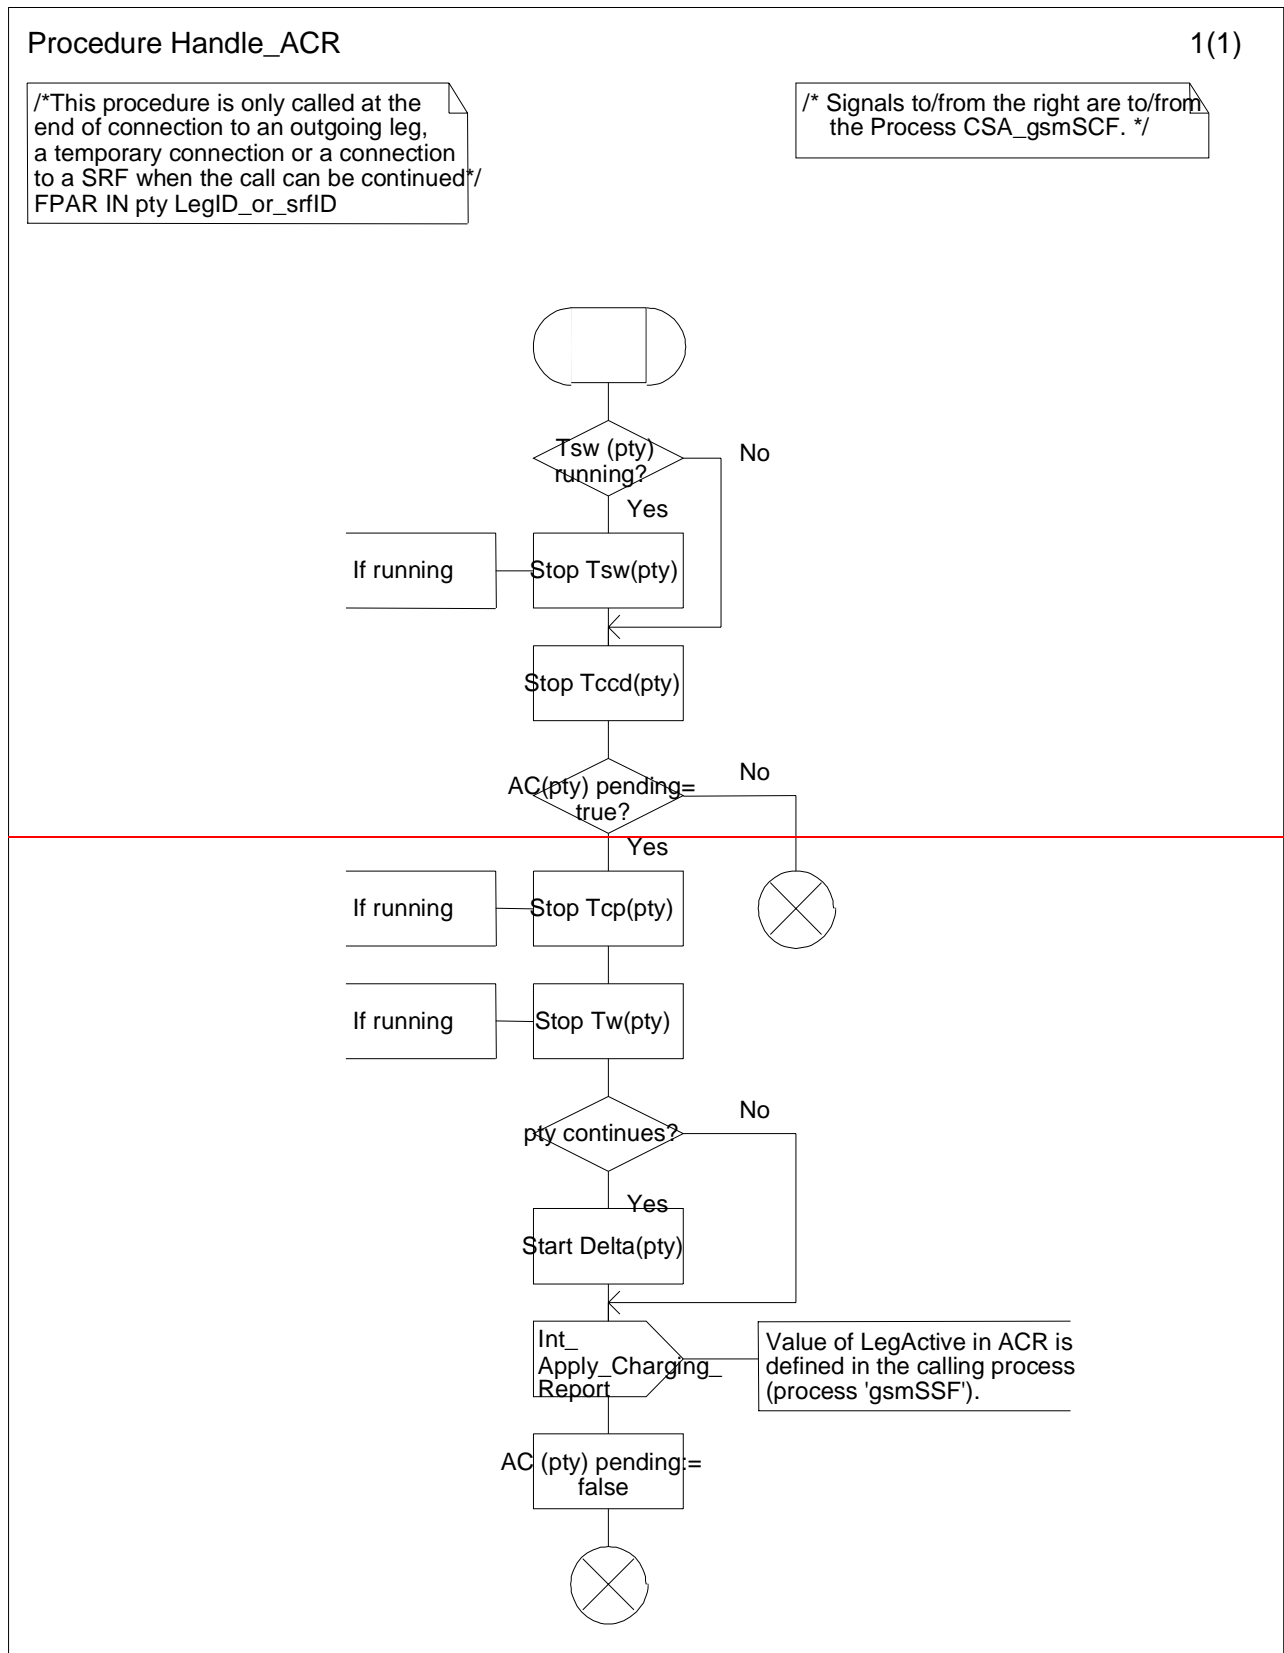 Procedure Handle_ACR
1(1)
/*This procedure is only called at the
end of connection to an outgoing leg,
a temporary connection or a connection
to a SRF when the call can be continued*/
FPAR IN pty LegID_or_srfID
/* Signals to/from the right are to/from
the Process CSA_gsmSCF. */
Tsw (pty)
running?
No
Yes
If running
Stop Tsw(pty)
Stop Tccd(pty)
AC(pty) pending=
true?
No
Yes
If running
Stop Tcp(pty)
If running
Stop Tw(pty)
pty continues?
No
Yes
Start Delta(pty)
Int_
Apply_Charging_
Report
Value of LegActive in ACR is
defined in the calling process
(process 'gsmSSF').
AC (pty) pending:=
false